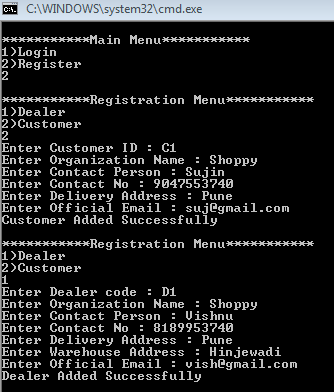 C:\WINDOWS\system32\cmd.exe
***********Main Menu***********
1)Login
2)Register
2
***********Registration Menu***********
1)Dealer
2)Customer
2
Enter Customer ID : C1
Enter Organization Name : Shoppy
Enter Contact Person : Sujin
Enter Contact No : 9047553740
Enter Delivery Address : Pune
Enter Official Email : suj@gmail.com
Customer Added Successfully
***********Registration Menu***********
1)Dealer
2)Customer
1
Enter Dealer code : D1
Enter Organization Name : Shoppy
Enter Contact Person : Vishnu
Enter Contact No : 8189953740
Enter Delivery Address : Pune
Enter Warehouse Address : Hinjewadi
Enter Official Email : vish@gmail.com
Dealer Added Successfully